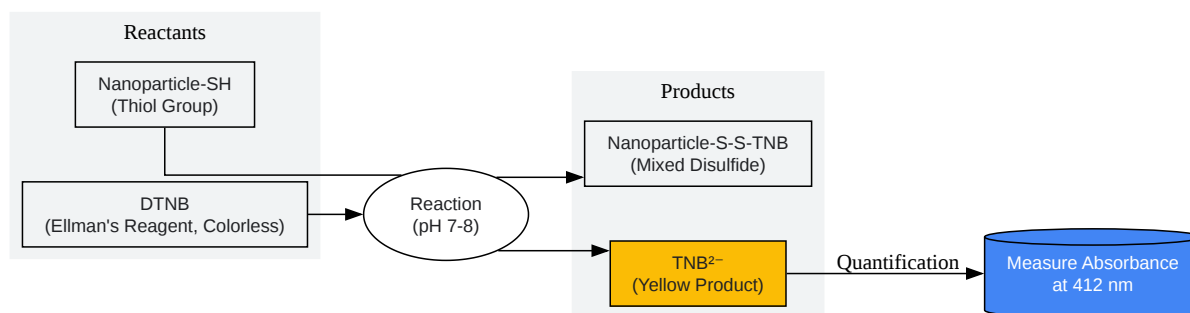 Reactants
Nanoparticle-SH
(Thiol Group)
DTNB
(Ellman's Reagent, Colorless)
Reaction
(pH 7-8)
Products
Nanoparticle-S-S-TNB
(Mixed Disulfide)
TNB²⁻
(Yellow Product)
Quantification
Measure Absorbance
at 412 nm